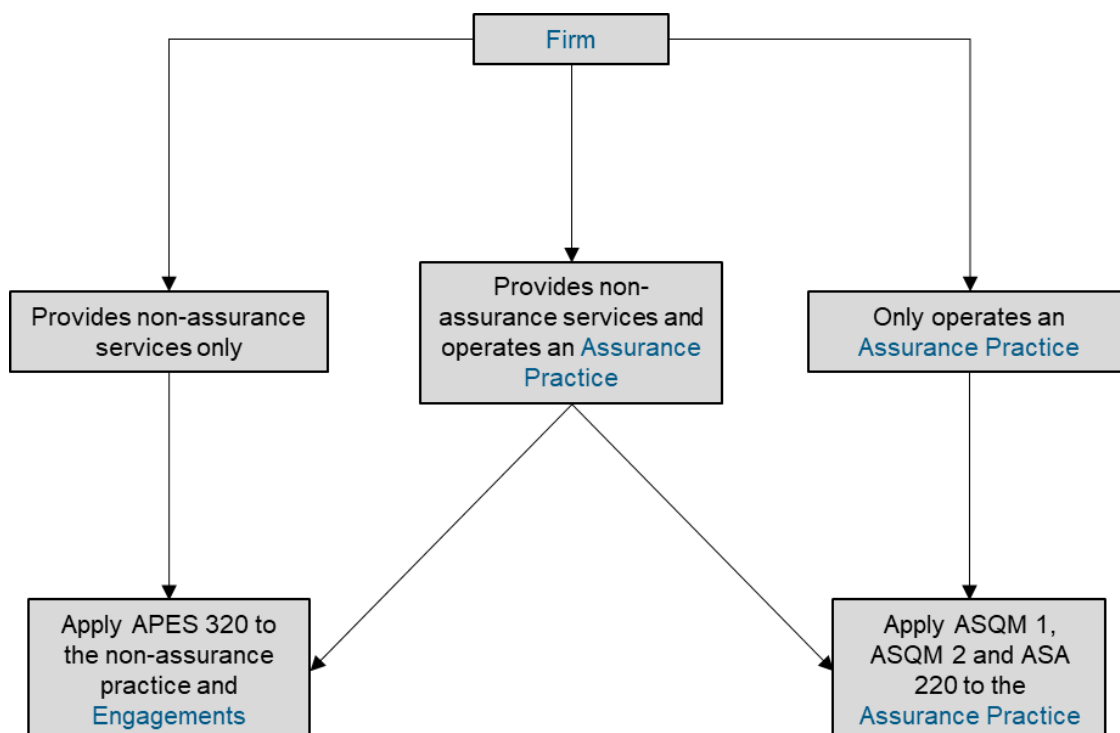 Firm
Provides non-assurance
services only
Provides non-
assurance services and
operates an Assurance
Practice
Only operates an
Assurance Practice
Apply APES 320 to
the non-assurance
practice and
Engagements
Apply ASQM 1,
ASQM 2 and ASA
220 to the
Assurance Practice